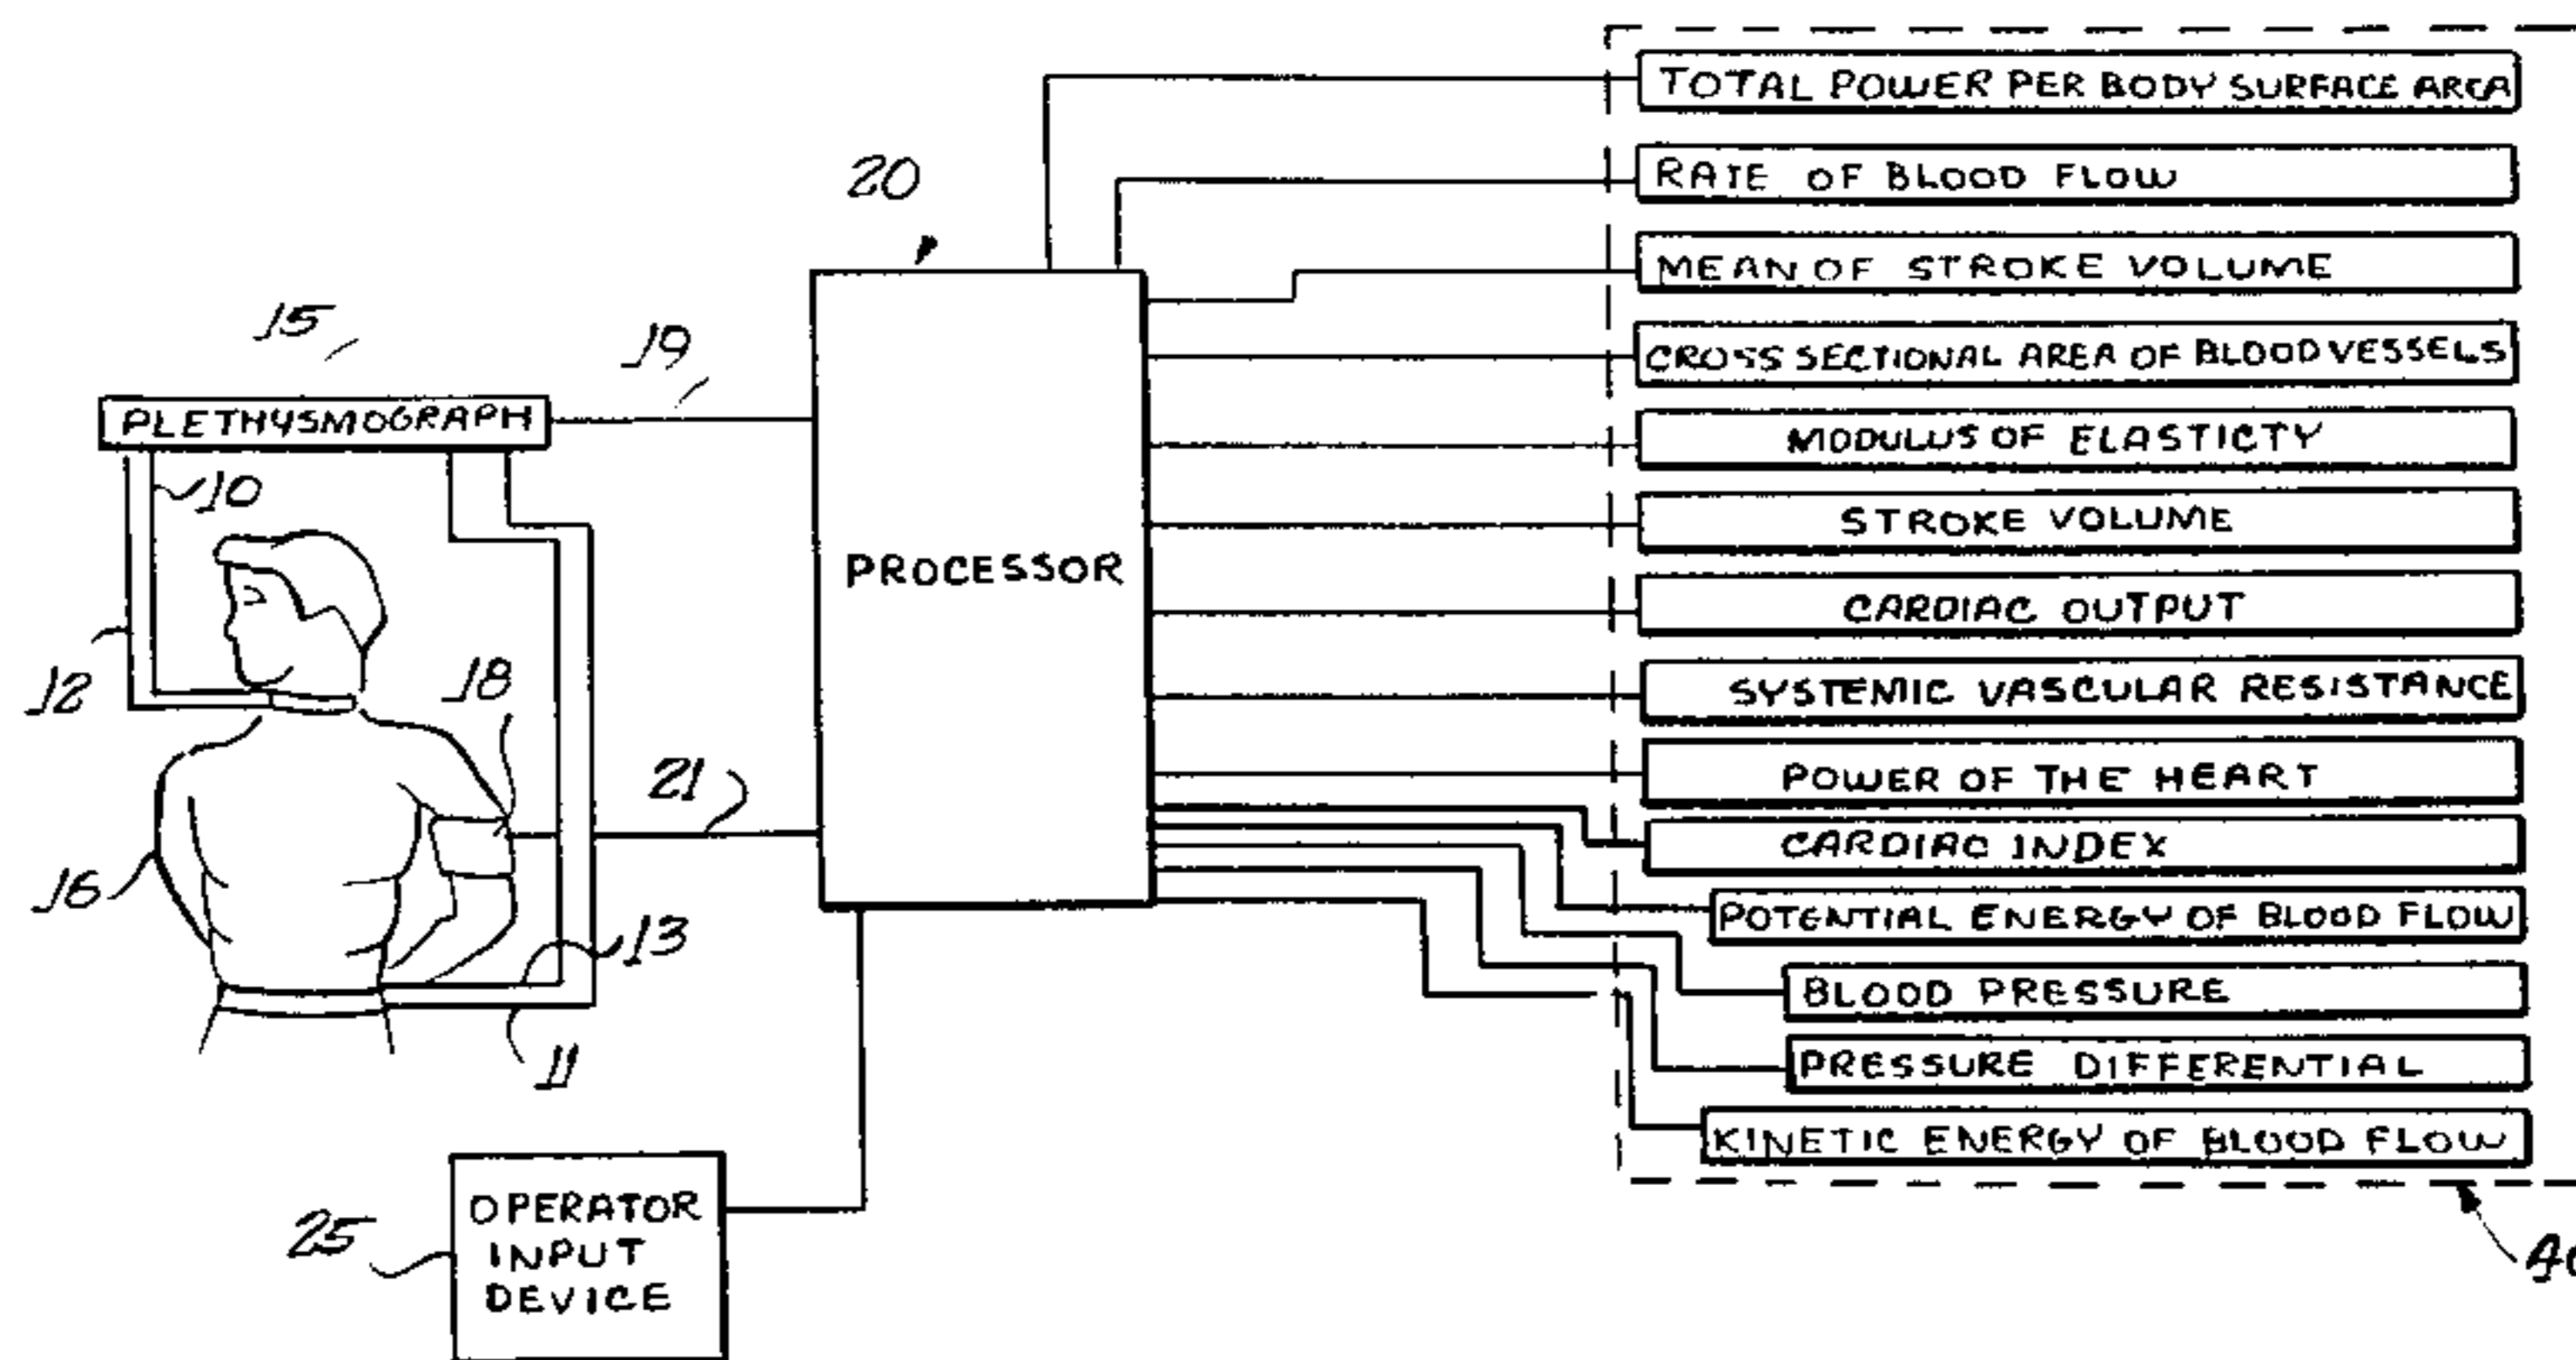 TOTAL POWER PER BODY SURFACE AREA
20
RATE OF BLOOD FLOW
MEAN OF STROKE VOLUME
15
19
CROSS SECTIONAL AREA OF BLOOD VESSELS
PLETHYSMOGRAPH
MODULUS OF ELASTICTY
10
STROKE VOLUME
PROCESSOR
CARDIAC OUTPUT
12
18
SYSTEMIC VASCULAR RESISTANCE
21
POWER OF THE HEART
CARDIAC INDEX
16
13
POTENTIAL ENERGY OF BLOOD FLOW
BLOOD PRESSURE
11
PRESSURE DIFFERENTIAL
KINETIC ENERGY OF BLOOD FLOW
25
OPERATOR
INPUT
DEVICE